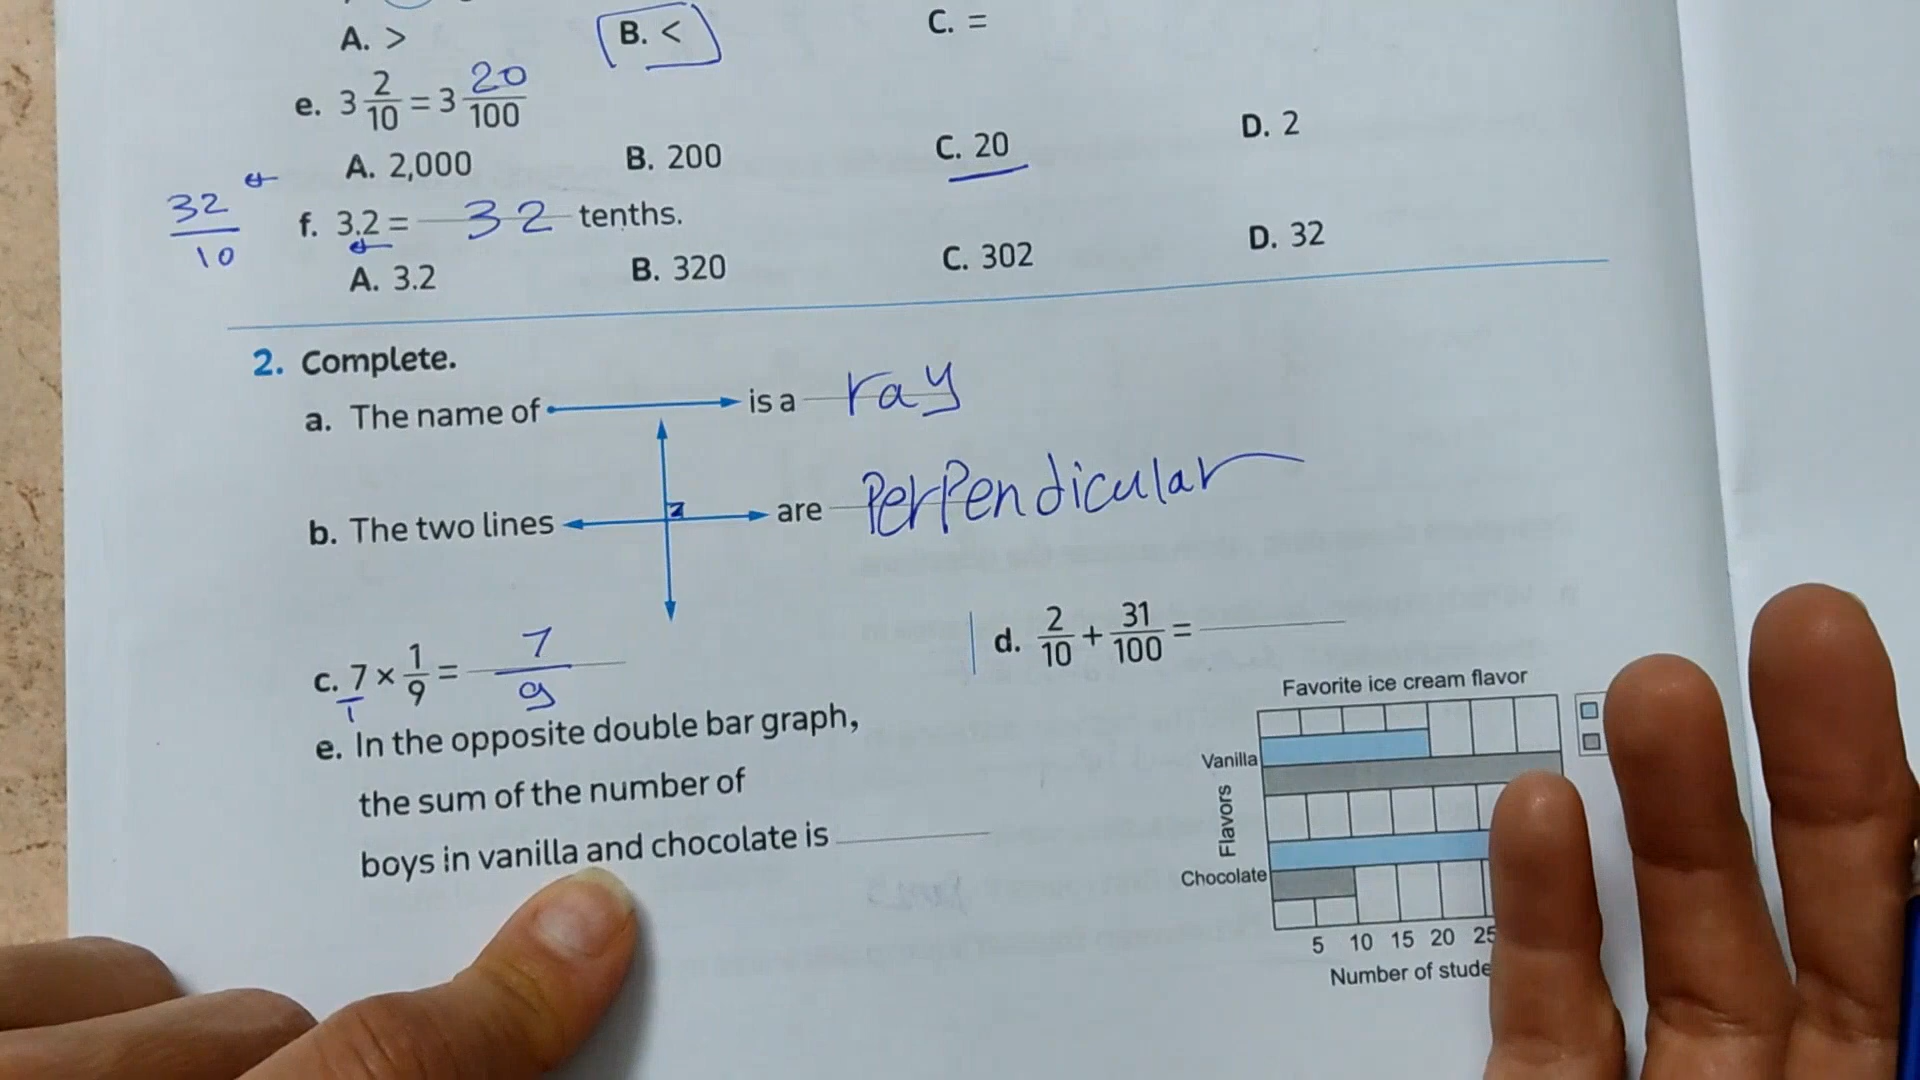 A. > B. < C. =
e. 3 2/10 = 3 20/100
A. 2,000 B. 200 C. 20 D. 2
32/10
f. 3.2 = 32 tenths.
A. 3.2 B. 320 C. 302 D. 32
2. Complete.
a. The name of is a ray
b. The two lines are PerPendicular
c. 7/1 × 1/9 = 7/9
d. 2/10 + 31/100 =
e. In the opposite double bar graph,
the sum of the number of
boys in vanilla and chocolate is
Favorite ice cream flavor
Vanilla
Flavors
Chocolate
5 10 15 20 25
Number of stude